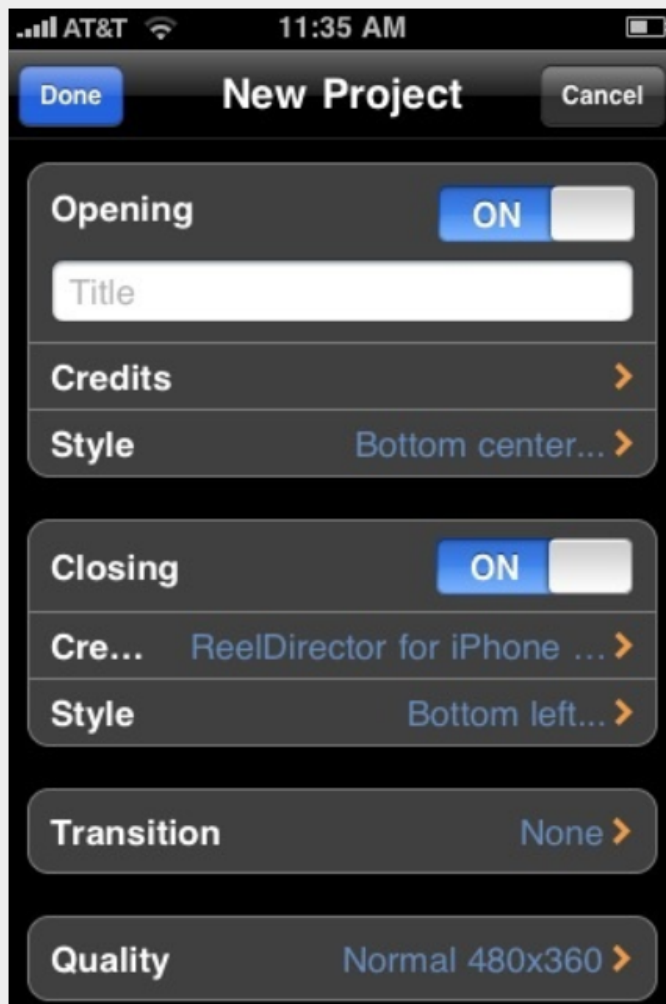 AT&T 11:35 AM
Done New Project Cancel
Opening ON
Title
Credits
Style Bottom center...
Closing ON
Cre... ReelDirector for iPhone ...
Style Bottom left...
Transition None
Quality Normal 480x360